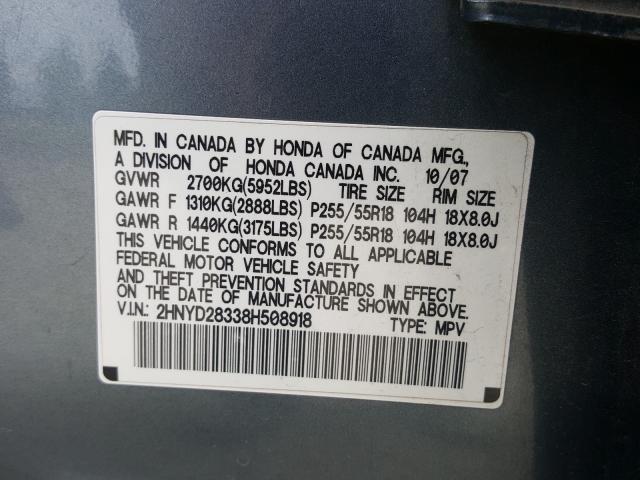 MFD. IN CANADA BY HONDA OF CANADA MFG.,
A DIVISION OF HONDA CANADA INC. 10/07
GVWR 2700KG(5952LBS) TIRE SIZE RIM SIZE
GAWR F 1310KG(2888LBS) P255/55R18 104H 18X8.0J
GAWR R 1440KG(3175LBS) P255/55R18 104H 18X8.0J
THIS VEHICLE CONFORMS TO ALL APPLICABLE
FEDERAL MOTOR VEHICLE SAFETY
AND THEFT PREVENTION STANDARDS IN EFFECT
ON THE DATE OF MANUFACTURE SHOWN ABOVE.
V.I.N.: 2HNYD28338H508918 TYPE: MPV